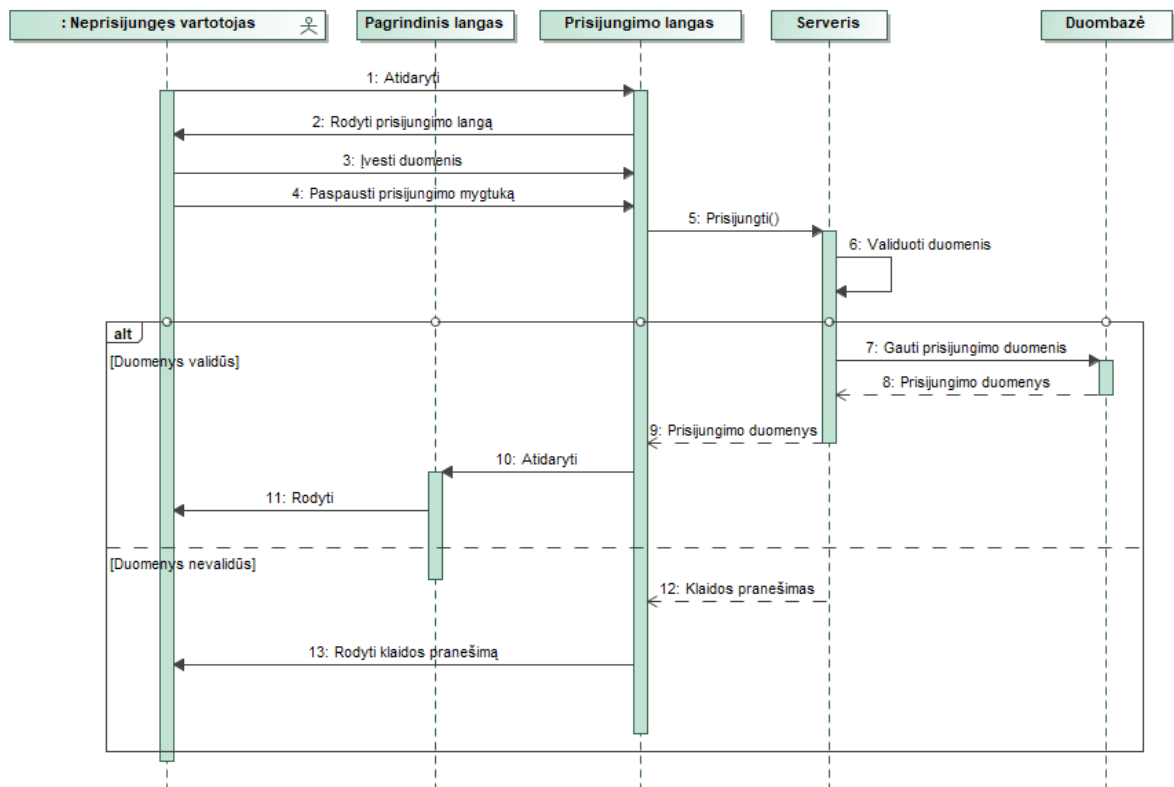 : Neprisijungęs vartotojas
Pagrindinis langas
Prisijungimo langas
Serveris
Duombazė
1: Atidaryti
2: Rodyti prisijungimo langą
3: Įvesti duomenis
4: Paspausti prisijungimo mygtuką
5: Prisijungti()
6: Validuoti duomenis
alt
[Duomenys validūs]
7: Gauti prisijungimo duomenis
8: Prisijungimo duomenys
9: Prisijungimo duomenys
10: Atidaryti
11: Rodyti
[Duomenys nevalidūs]
12: Klaidos pranešimas
13: Rodyti klaidos pranešimą